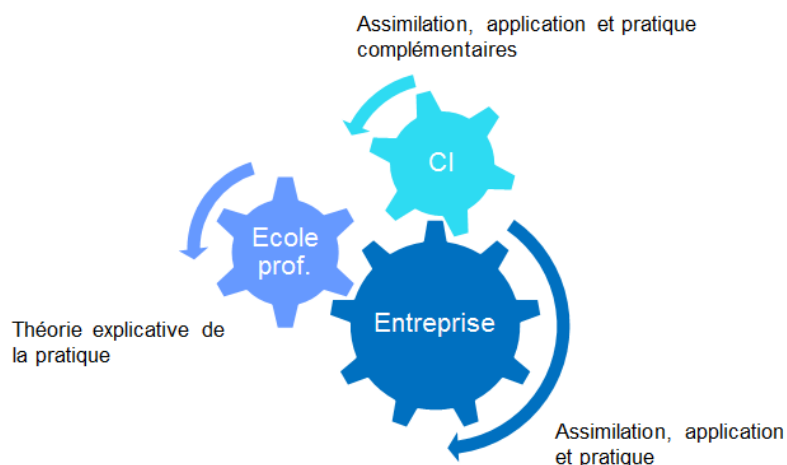 Assimilation, application et pratique
complémentaires
CI
Ecole
prof.
Entreprise
Théorie explicative de
la pratique
Assimilation, application
et pratique